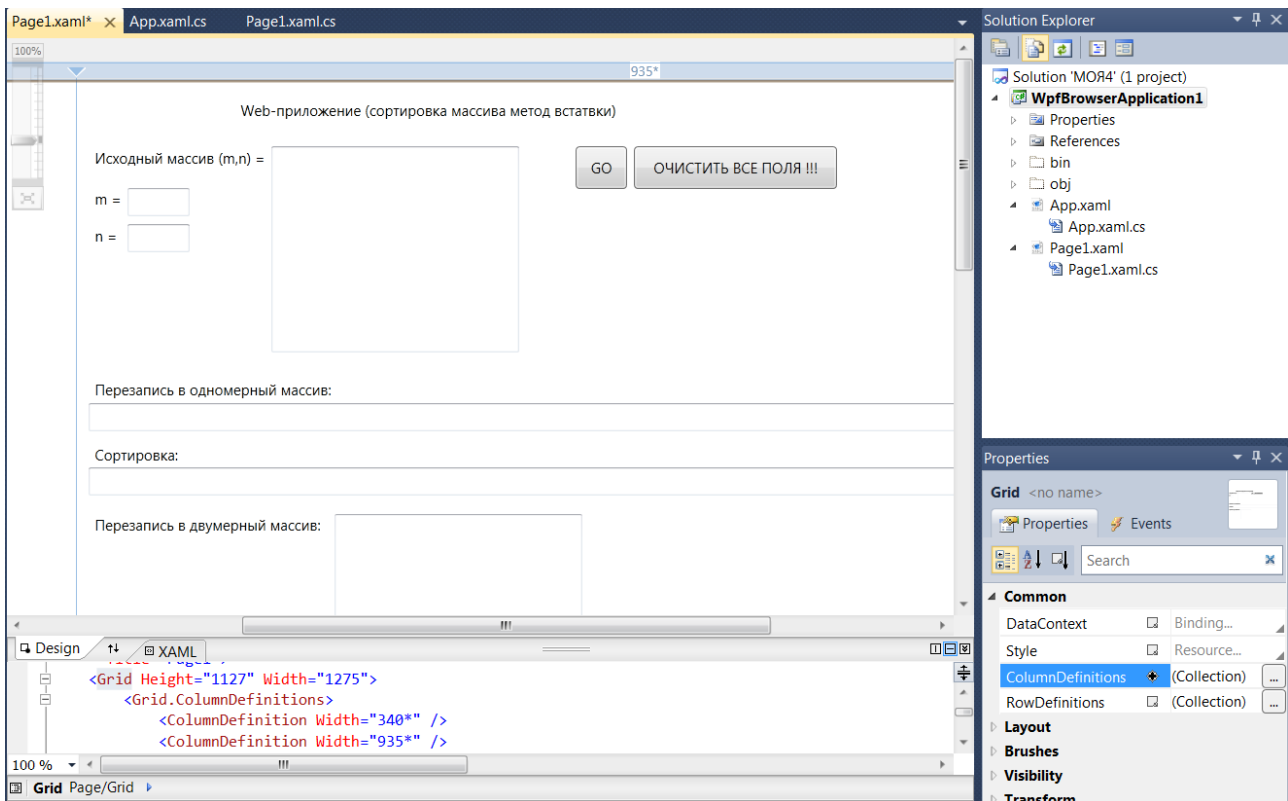 Page1.xaml* App.xaml.cs Page1.xaml.cs
100%
935*
Web-приложение (сортировка массива метод встатвки)
Исходный массив (m,n) =
GO
ОЧИСТИТЬ ВСЕ ПОЛЯ !!!
m =
n =
Перезапись в одномерный массив:
Сортировка:
Перезапись в двумерный массив:
Design
XAML
<Grid Height="1127" Width="1275">
<Grid.ColumnDefinitions>
<ColumnDefinition Width="340*" />
<ColumnDefinition Width="935*" />
100 %
Grid Page/Grid
Solution Explorer
Solution 'МОЯ4' (1 project)
WpfBrowserApplication1
Properties
References
bin
obj
App.xaml
App.xaml.cs
Page1.xaml
Page1.xaml.cs
Properties
Grid <no name>
Properties Events
Search
Common
DataContext Binding...
Style Resource...
ColumnDefinitions (Collection) ...
RowDefinitions (Collection) ...
Layout
Brushes
Visibility
Transform